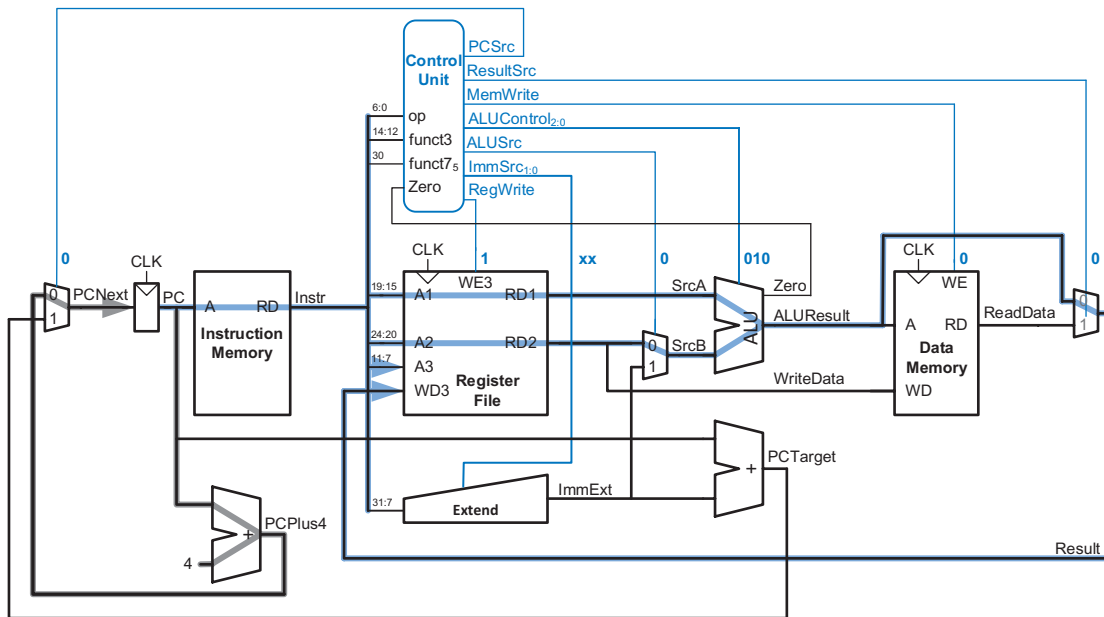 PCSrc
Control
Unit
ResultSrc
MemWrite
6:0
op
ALUControl2:0
14:12
funct3
ALUSrc
30
funct75
ImmSrc1:0
Zero
RegWrite
0
CLK
1
xx
0
010
CLK
0
0
CLK
WE3
WE
0
1
PCNext
PC
A
RD
Instr
Instruction
Memory
19:15
A1
RD1
SrcA
Zero
ALU
ALUResult
A
RD
ReadData
0
1
24:20
A2
RD2
0
1
SrcB
11:7
A3
Data
Memory
WD3
Register
File
WriteData
WD
+
PCTarget
31:7
Extend
ImmExt
+
PCPlus4
4
Result